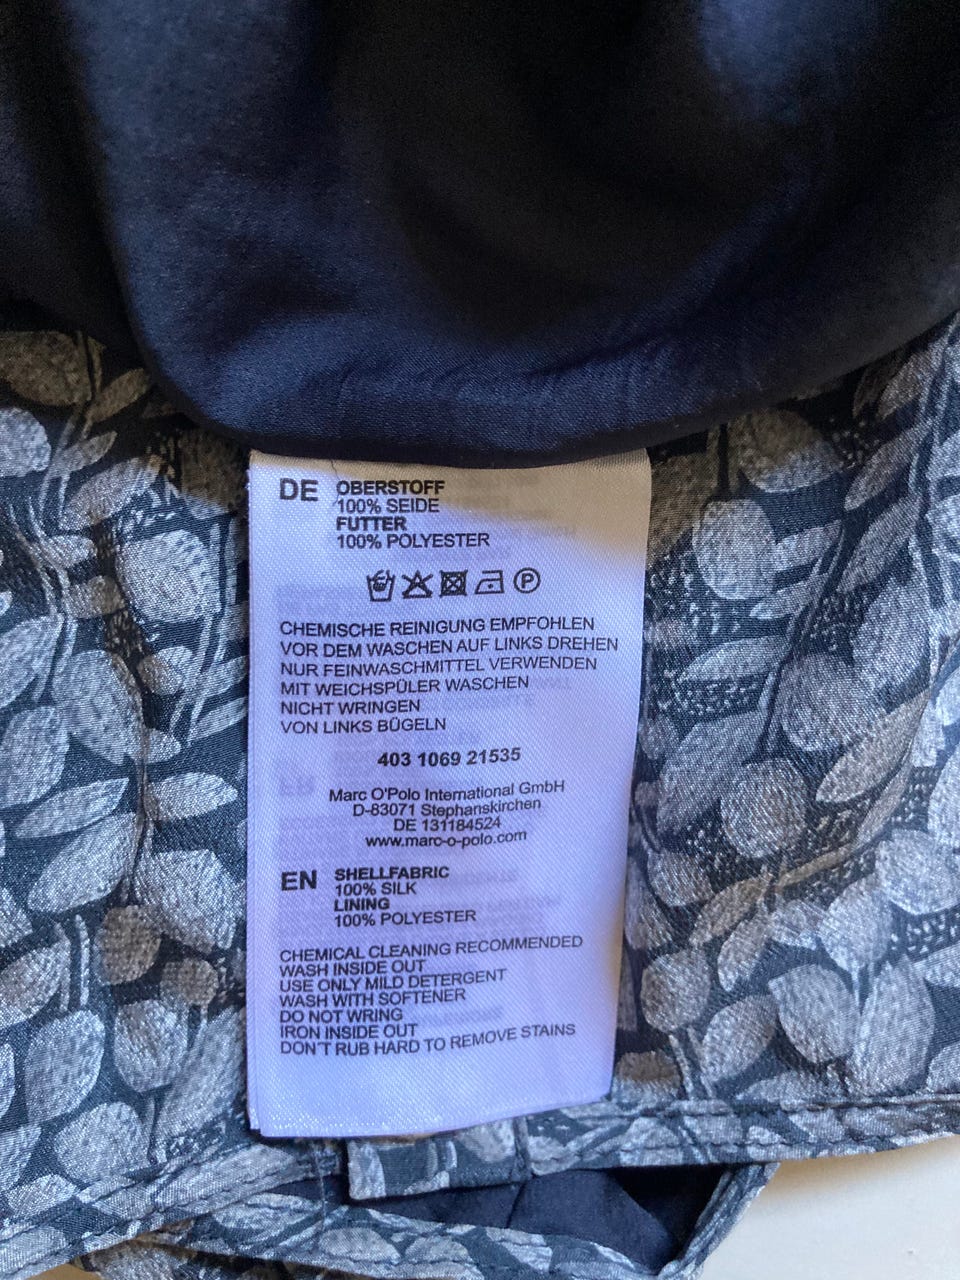 DE OBERSTOFF
100% SEIDE
FUTTER
100% POLYESTER
CHEMISCHE REINIGUNG EMPFOHLEN
VOR DEM WASCHEN AUF LINKS DREHEN
NUR FEINWASCHMITTEL VERWENDEN
MIT WEICHSPÜLER WASCHEN
NICHT WRINGEN
VON LINKS BÜGELN
403 1069 21535
Marc O'Polo International GmbH
D-83071 Stephanskirchen
DE 131184524
www.marc-o-polo.com
EN SHELLFABRIC
100% SILK
LINING
100% POLYESTER
CHEMICAL CLEANING RECOMMENDED
WASH INSIDE OUT
USE ONLY MILD DETERGENT
WASH WITH SOFTENER
DO NOT WRING
IRON INSIDE OUT
DON'T RUB HARD TO REMOVE STAINS